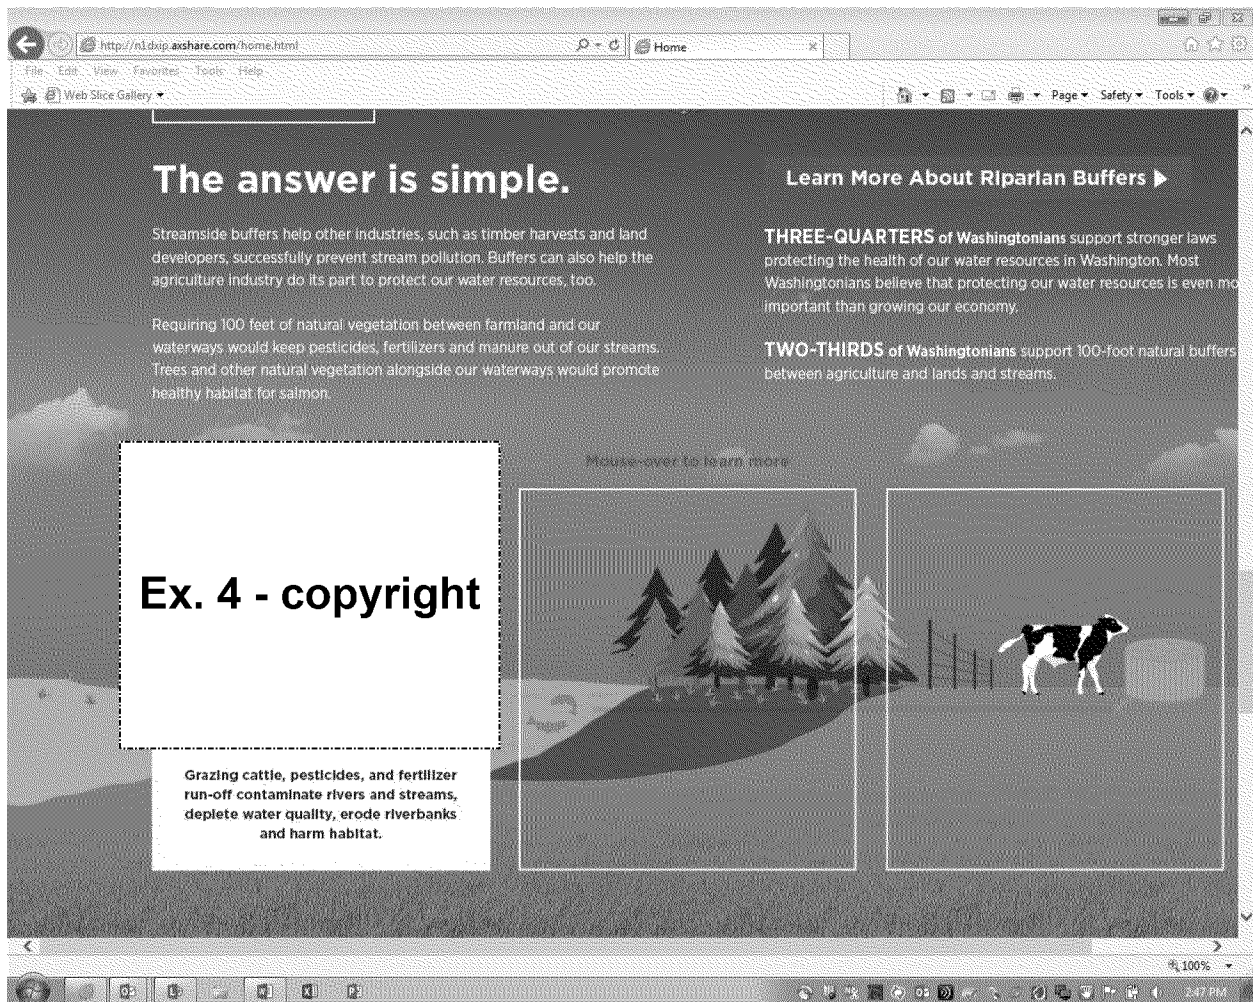 http://n1dxip.axshare.com/home.html
Home
File Edit View Favorites Tools Help
Web Slice Gallery
Page Safety Tools
The answer is simple.
Streamside buffers help other industries, such as timber harvests and land
developers, successfully prevent stream pollution. Buffers can also help the
agriculture industry do its part to protect our water resources, too.
Requiring 100 feet of natural vegetation between farmland and our
waterways would keep pesticides, fertilizers and manure out of our streams.
Trees and other natural vegetation alongside our waterways would promote
healthy habitat for salmon.
Learn More About Riparian Buffers
THREE-QUARTERS of Washingtonians support stronger laws
protecting the health of our water resources in Washington. Most
Washingtonians believe that protecting our water resources is even mo
important than growing our economy.
TWO-THIRDS of Washingtonians support 100-foot natural buffers
between agriculture and lands and streams.
Mouse-over to learn more
Ex. 4 - copyright
Grazing cattle, pesticides, and fertilizer
run-off contaminate rivers and streams,
deplete water quality, erode riverbanks
and harm habitat.
100%
2:47 PM